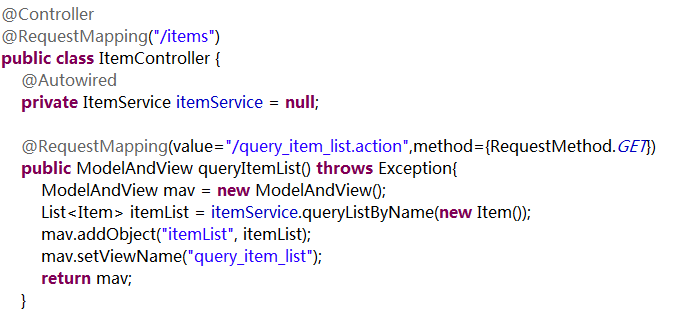 @Controller
@RequestMapping("/items")
public class ItemController {
@Autowired
private ItemService itemService = null;
@RequestMapping(value="/query_item_list.action",method={RequestMethod.GET})
public ModelAndView queryItemList() throws Exception{
ModelAndView mav = new ModelAndView();
List<Item> itemList = itemService.queryListByName(new Item());
mav.addObject("itemList", itemList);
mav.setViewName("query_item_list");
return mav;
}